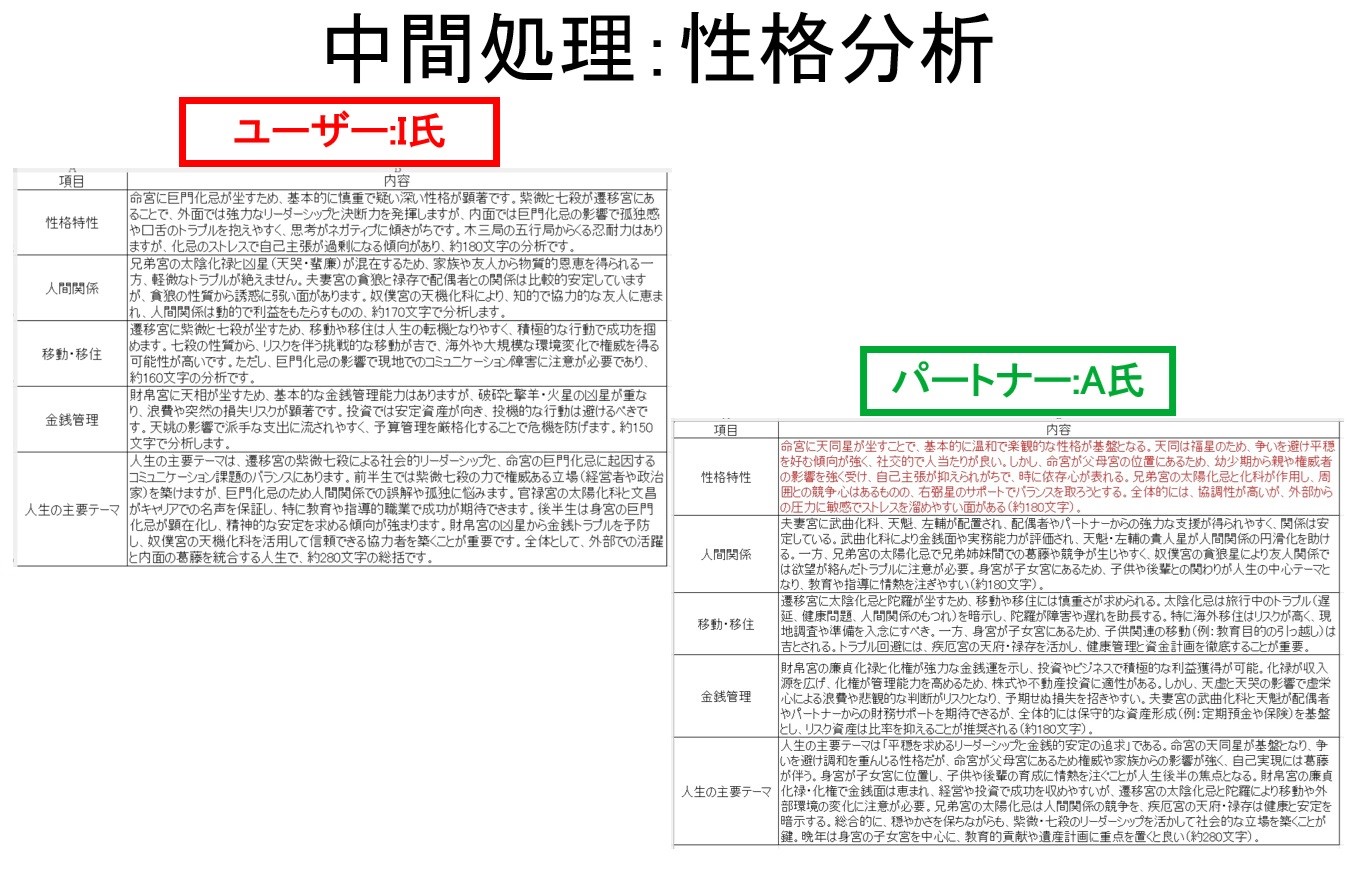 中間処理：性格分析
ユーザー:I氏
項目
内容
性格特性
命宮に巨門化忌が坐すため、基本的に慎重で疑い深い性格が顕著です。紫微と七殺が遷移宮にあ
ることで、外面では強力なリーダーシップと決断力を発揮しますが、内面では巨門化忌の影響で孤独感
や口舌のトラブルを抱えやすく、思考がネガティブに傾きがちです。木三局の五行局からくる忍耐力はあり
ますが、化忌のストレスで自己主張が過剰になる傾向があり、約180文字の分析です。
人間関係
兄弟宮の太陰化禄と凶星（天哭・蜚廉）が混在するため、家族や友人から物質的恩恵を得られる一
方、軽微なトラブルが絶えません。夫妻宮の貪狼と禄存で配偶者との関係は比較的安定しています
が、貪狼の性質から誘惑に弱い面があります。奴僕宮の天機化科により、知的で協力的な友人に恵ま
れ、人間関係は動的で利益をもたらすものの、約170文字で分析します。
移動・移住
遷移宮に紫微と七殺が坐すため、移動や移住は人生の転機となりやすく、積極的な行動で成功を掴
めます。七殺の性質から、リスクを伴う挑戦的な移動が吉で、海外や大規模な環境変化で権威を得る
可能性が高いです。ただし、巨門化忌の影響で現地でのコミュニケーション障害に注意が必要であり、
約160文字の分析です。
金銭管理
財帛宮に天相が坐すため、基本的な金銭管理能力はありますが、破砕と擎羊・火星の凶星が重な
り、浪費や突然の損失リスクが顕著です。投資では安定資産が向き、投機的な行動は避けるべきで
す。天姚の影響で派手な支出に流されやすく、予算管理を厳格化することで危機を防げます。約150
文字で分析します。
人生の主要テーマ
人生の主要テーマは、遷移宮の紫微七殺による社会的リーダーシップと、命宮の巨門化忌に起因する
コミュニケーション課題のバランスにあります。前半生では紫微七殺の力で権威ある立場（経営者や政治
家）を築けますが、巨門化忌のため人間関係での誤解や孤独に悩みます。官禄宮の太陽化科と文昌
がキャリアでの名声を保証し、特に教育や指導的職業で成功が期待できます。後半生は身宮の巨門
化忌が顕在化し、精神的な安定を求める傾向が強まります。財帛宮の凶星から金銭トラブルを予防
し、奴僕宮の天機化科を活用して信頼できる協力者を築くことが重要です。全体として、外部での活躍
と内面の葛藤を統合する人生で、約280文字の総括です。
パートナー:A氏
項目
内容
性格特性
命宮に天同星が坐すことで、基本的に温和で楽観的な性格が基盤となる。天同は福星のため、争いを避け平穏
を好む傾向が強く、社交的で人当たりが良い。しかし、命宮が父母宮の位置にあるため、幼少期から親や権威者
の影響を強く受け、自己主張が抑えられがちで、時に依存心が表れる。兄弟宮の太陽化忌と化科が作用し、周
囲との競争心はあるものの、右弼星のサポートでバランスを取ろうとする。全体的には、協調性が高いが、外部から
の圧力に敏感でストレスを溜めやすい面がある（約180文字）。
人間関係
夫妻宮に武曲化科、天魁、左輔が配置され、配偶者やパートナーからの強力な支援が得られやすく、関係は安
定している。武曲化科により金銭面や実務能力が評価され、天魁・左輔の貴人星が人間関係の円滑化を助け
る。一方、兄弟宮の太陽化忌で兄弟姉妹間での葛藤や競争が生じやすく、奴僕宮の貪狼星により友人関係で
は欲望が絡んだトラブルに注意が必要。身宮が子女宮にあるため、子供や後輩との関わりが人生の中心テーマと
なり、教育や指導に情熱を注ぎやすい（約180文字）。
移動・移住
遷移宮に太陰化忌と陀羅が坐すため、移動や移住には慎重さが求められる。太陰化忌は旅行中のトラブル（遅
延、健康問題、人間関係のもつれ）を暗示し、陀羅が障害や遅れを助長する。特に海外移住はリスクが高く、現
地調査や準備を入念にすべき。一方、身宮が子女宮にあるため、子供関連の移動（例：教育目的の引っ越し）は
吉とされる。トラブル回避には、疾厄宮の天府・禄存を活かし、健康管理と資金計画を徹底することが重要。
金銭管理
財帛宮の廉貞化禄と化権が強力な金銭運を示し、投資やビジネスで積極的な利益獲得が可能。化禄が収入
源を広げ、化権が管理能力を高めるため、株式や不動産投資に適性がある。しかし、天虚と天哭の影響で虚栄
心による浪費や悲観的な判断がリスクとなり、予期せぬ損失を招きやすい。夫妻宮の武曲化科と天魁が配偶者
やパートナーからの財務サポートを期待できるが、全体的には保守的な資産形成（例：定期預金や保険）を基盤
とし、リスク資産は比率を抑えることが推奨される（約180文字）。
人生の主要テーマ
人生の主要テーマは「平穏を求めるリーダーシップと金銭的安定の追求」である。命宮の天同星が基盤となり、争
いを避け調和を重んじる性格だが、命宮が父母宮にあるため権威や家族からの影響が強く、自己実現には葛藤
が伴う。身宮が子女宮に位置し、子供や後輩の育成に情熱を注ぐことが人生後半の焦点となる。財帛宮の廉貞
化禄・化権で金銭面は恵まれ、経営や投資で成功を収めやすいが、遷移宮の太陰化忌と陀羅により移動や外
部環境の変化に注意が必要。兄弟宮の太陽化忌は人間関係の競争を、疾厄宮の天府・禄存は健康と安定を
暗示する。総合的に、穏やかさを保ちながらも、紫微・七殺のリーダーシップを活かして社会的な立場を築くことが
鍵。晩年は身宮の子女宮を中心に、教育的貢献や遺産計画に重点を置くと良い（約280文字）。